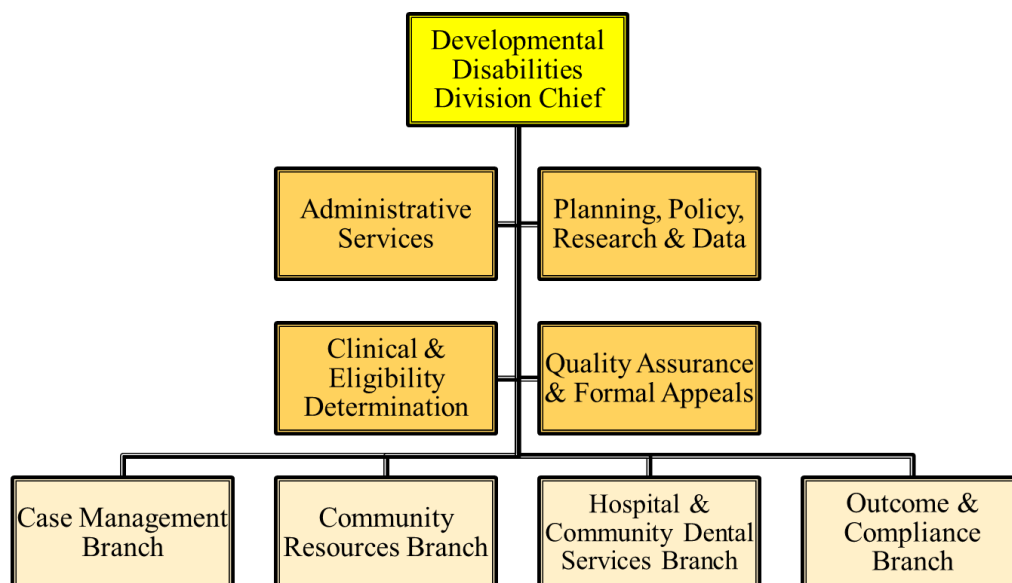 Developmental
Disabilities
Division Chief
Administrative
Services
Planning, Policy,
Research & Data
Clinical &
Eligibility
Determination
Quality Assurance
& Formal Appeals
Case Management
Branch
Community
Resources Branch
Hospital &
Community Dental
Services Branch
Outcome &
Compliance
Branch